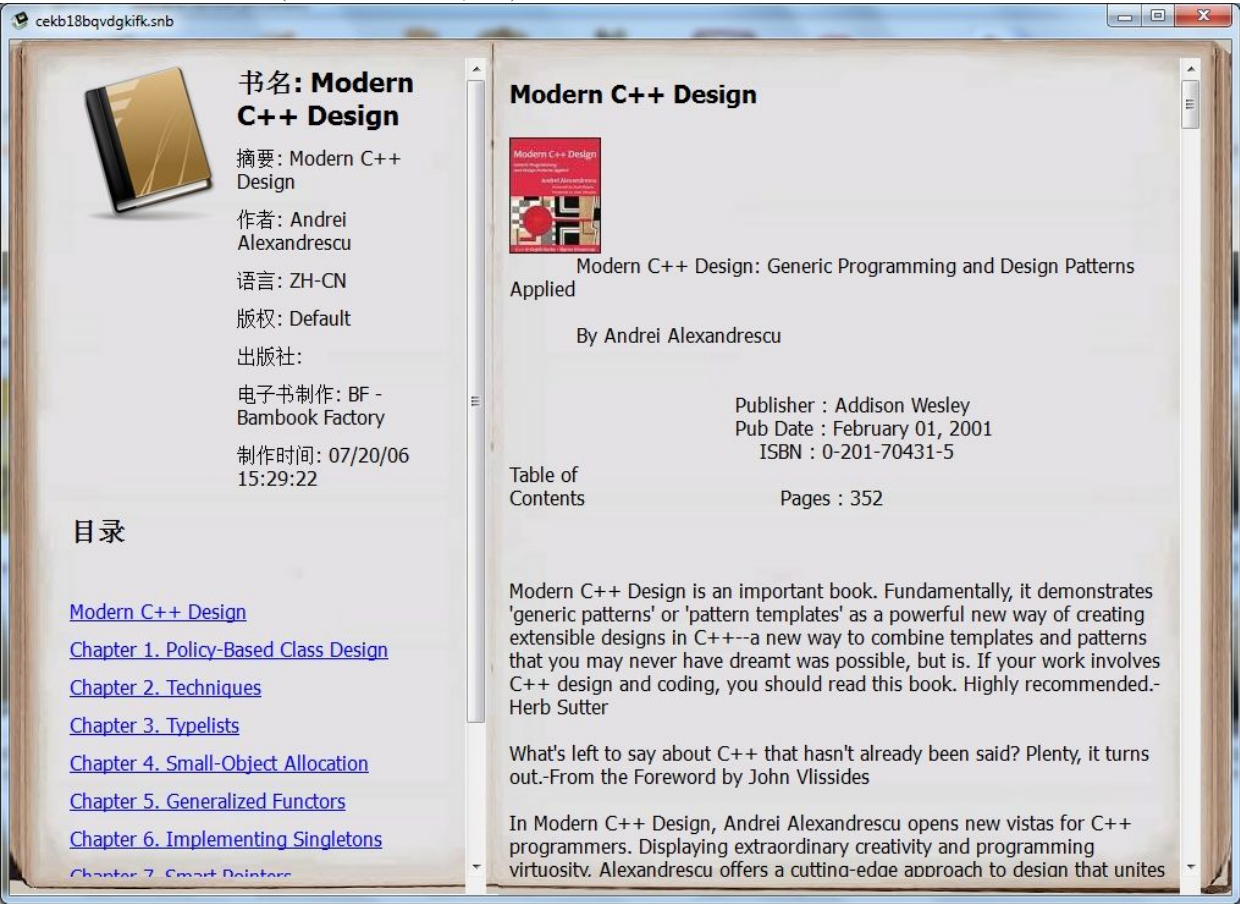 cekb18bqvdgkifk.snb
书名: Modern
C++ Design
摘要: Modern C++
Design
作者: Andrei
Alexandrescu
语言: ZH-CN
版权: Default
出版社:
电子书制作: BF -
Bambook Factory
制作时间: 07/20/06
15:29:22
目录
Modern C++ Design
Chapter 1. Policy-Based Class Design
Chapter 2. Techniques
Chapter 3. Typelists
Chapter 4. Small-Object Allocation
Chapter 5. Generalized Functors
Chapter 6. Implementing Singletons
Chapter 7. Smart Pointers
Modern C++ Design
Modern C++ Design
Generic Programming
and Design Patterns Applied
Andrei Alexandrescu
Modern C++ Design: Generic Programming and Design Patterns
Applied
By Andrei Alexandrescu
Publisher : Addison Wesley
Pub Date : February 01, 2001
ISBN : 0-201-70431-5
Table of
Contents Pages : 352
Modern C++ Design is an important book. Fundamentally, it demonstrates
'generic patterns' or 'pattern templates' as a powerful new way of creating
extensible designs in C++--a new way to combine templates and patterns
that you may never have dreamt was possible, but is. If your work involves
C++ design and coding, you should read this book. Highly recommended.-
Herb Sutter
What's left to say about C++ that hasn't already been said? Plenty, it turns
out.-From the Foreword by John Vlissides
In Modern C++ Design, Andrei Alexandrescu opens new vistas for C++
programmers. Displaying extraordinary creativity and programming
virtuosity, Alexandrescu offers a cutting-edge approach to design that unites